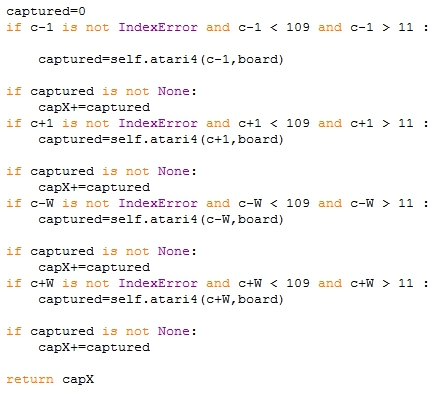 captured=0
if c-1 is not IndexError and c-1 < 109 and c-1 > 11 :
captured=self.atari4(c-1,board)
if captured is not None:
capX+=captured
if c+1 is not IndexError and c+1 < 109 and c+1 > 11 :
captured=self.atari4(c+1,board)
if captured is not None:
capX+=captured
if c-W is not IndexError and c-W < 109 and c-W > 11 :
captured=self.atari4(c-W,board)
if captured is not None:
capX+=captured
if c+W is not IndexError and c+W < 109 and c+W > 11 :
captured=self.atari4(c+W,board)
if captured is not None:
capX+=captured
return capX